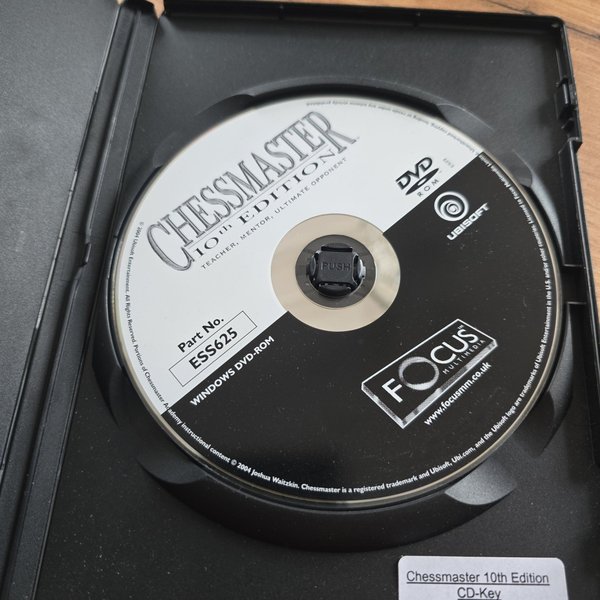 CHESSMASTER
10th EDITION
TEACHER, MENTOR, ULTIMATE OPPONENT
DVD
ROM
UBISOFT
PUSH
Part No.
ESS625
WINDOWS DVD-ROM
FOCUS
MULTIMEDIA
www.focusmm.co.uk
© 2004 Ubisoft Entertainment. All Rights Reserved. Portions of Chessmaster Academy instructional content © 2004 Joshua Waitzkin. Chessmaster is a registered trademark and Ubisoft, Ubi.com, and the Ubisoft logo are trademarks of Ubisoft Entertainment in the U.S. and/or other countries.
Chessmaster 10th Edition
CD-Key